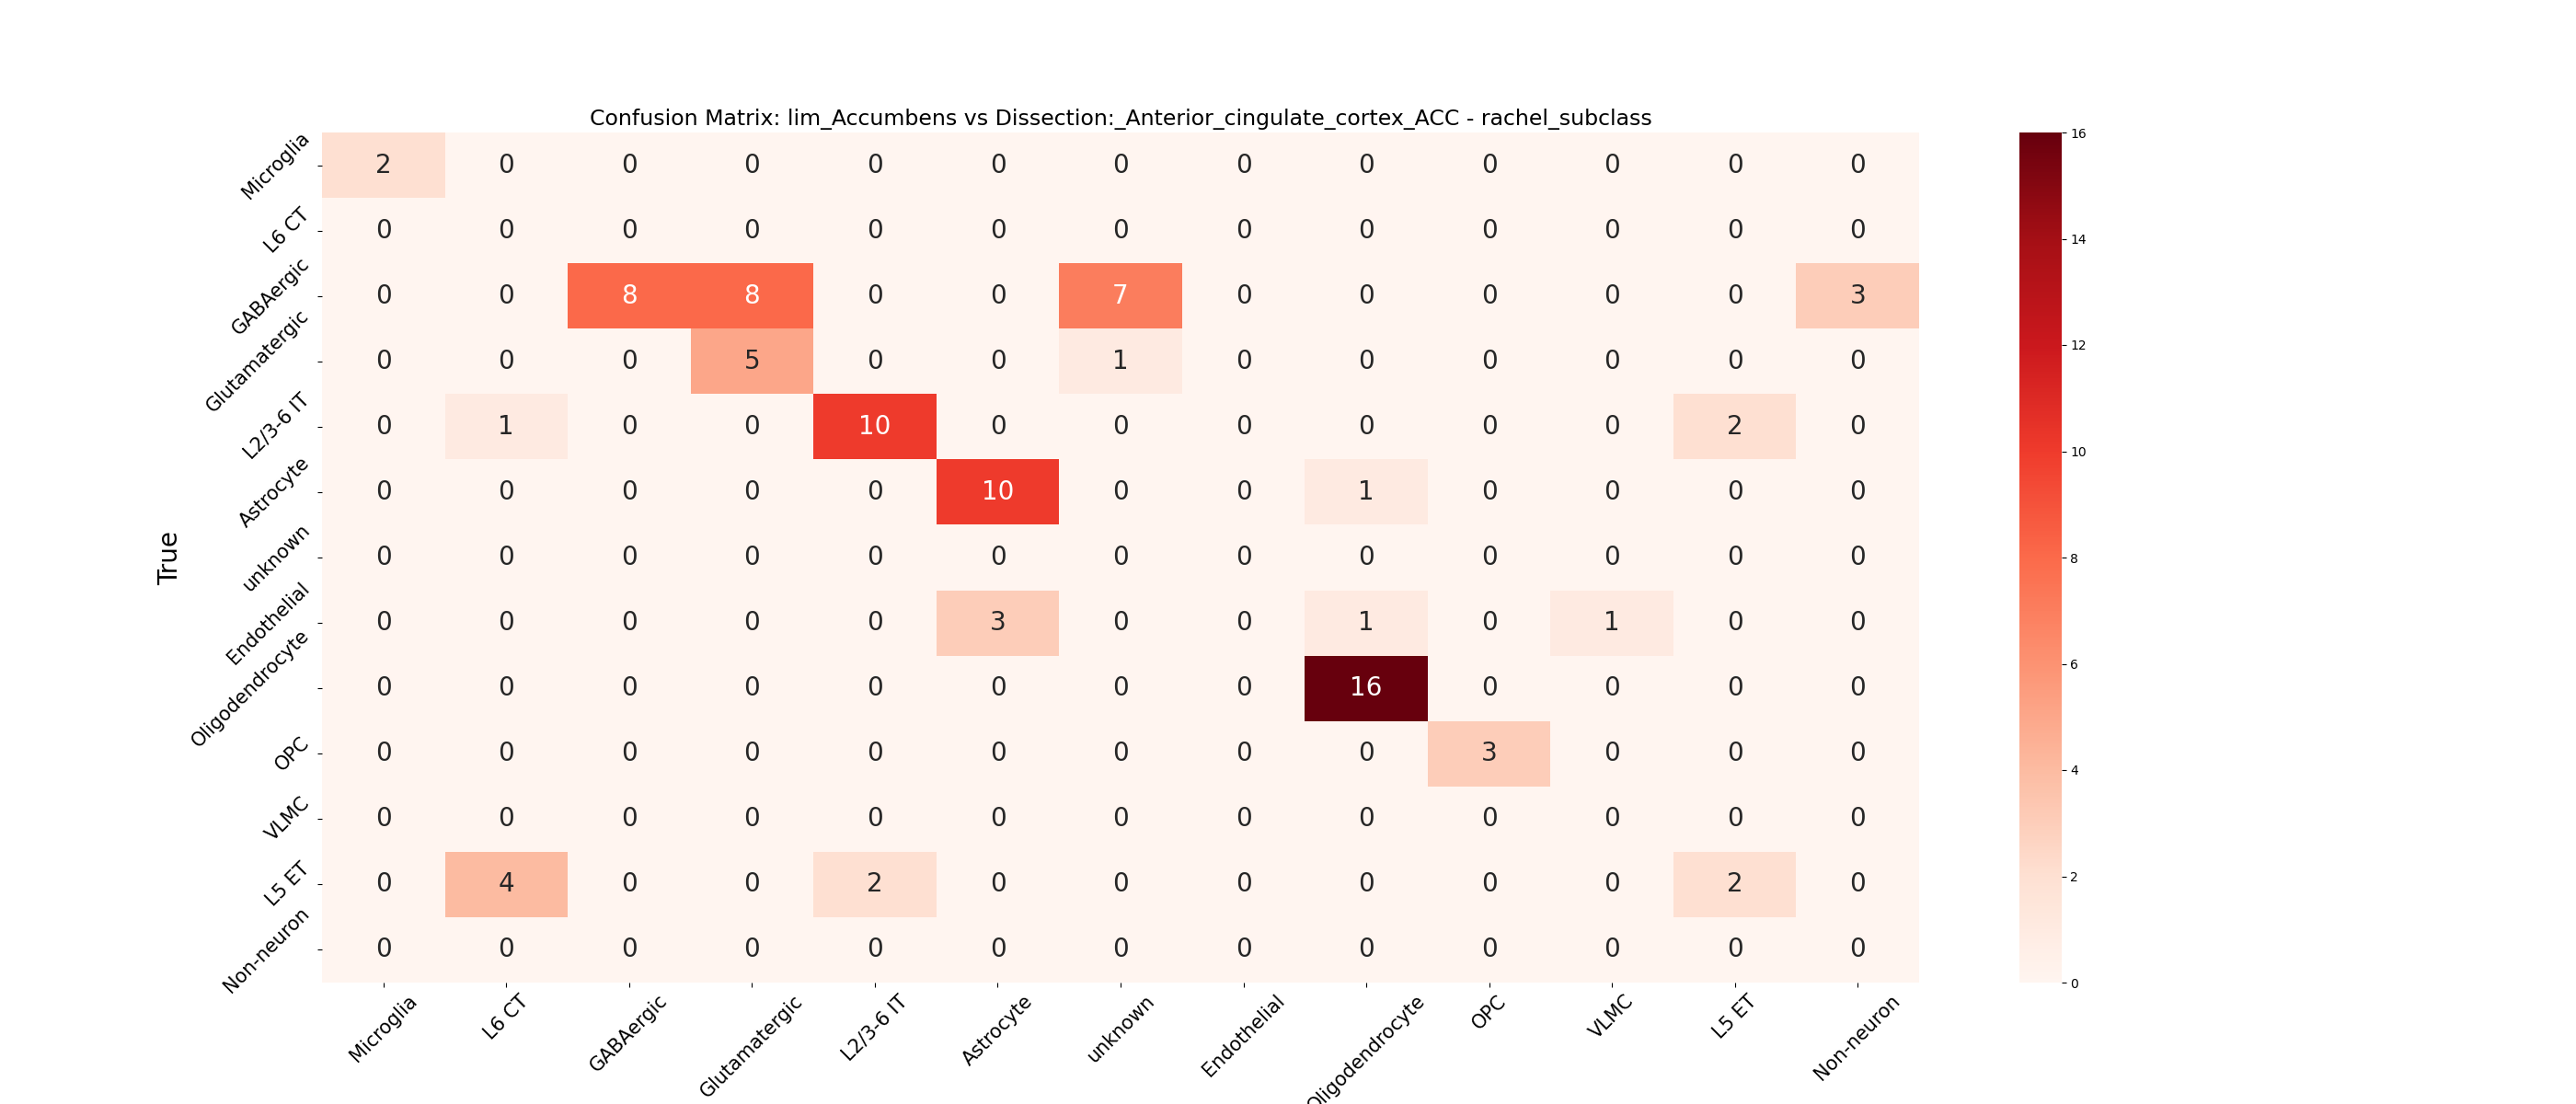 Confusion Matrix: lim_Accumbens vs Dissection:_Anterior_cingulate_cortex_ACC - rachel_subclass
True
Microglia 2 0 0 0 0 0 0 0 0 0 0 0 0
L6 CT 0 0 0 0 0 0 0 0 0 0 0 0 0
GABAergic 0 0 8 8 0 0 7 0 0 0 0 0 3
Glutamatergic 0 0 0 5 0 0 1 0 0 0 0 0 0
L2/3-6 IT 0 1 0 0 10 0 0 0 0 0 0 2 0
Astrocyte 0 0 0 0 0 10 0 0 1 0 0 0 0
unknown 0 0 0 0 0 0 0 0 0 0 0 0 0
Endothelial 0 0 0 0 0 3 0 0 1 0 1 0 0
Oligodendrocyte 0 0 0 0 0 0 0 0 16 0 0 0 0
OPC 0 0 0 0 0 0 0 0 0 3 0 0 0
VLMC 0 0 0 0 0 0 0 0 0 0 0 0 0
L5 ET 0 4 0 0 2 0 0 0 0 0 0 2 0
Non-neuron 0 0 0 0 0 0 0 0 0 0 0 0 0
Microglia L6 CT GABAergic Glutamatergic L2/3-6 IT Astrocyte unknown Endothelial Oligodendrocyte OPC VLMC L5 ET Non-neuron
16
14
12
10
8
6
4
2
0